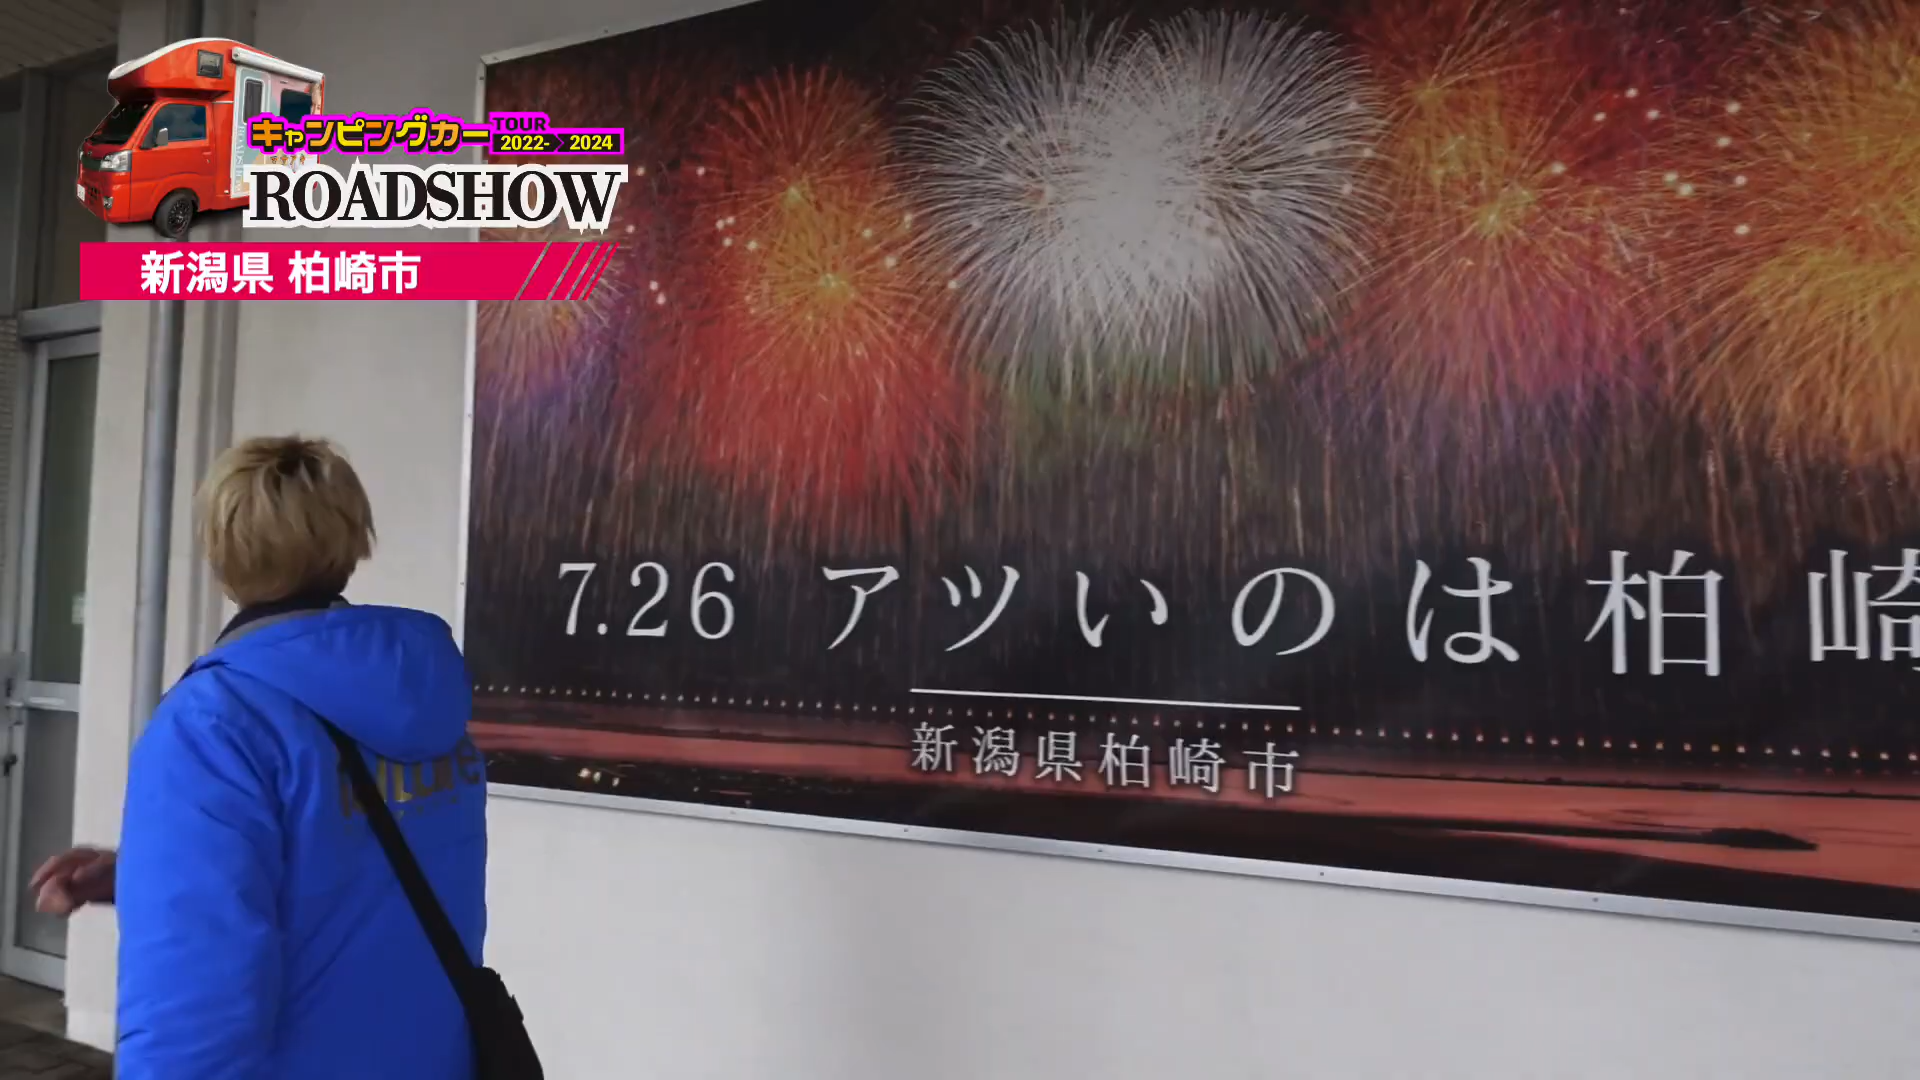 キャンピングカー
TOUR
2022- 2024
ROADSHOW
新潟県 柏崎市
7.26 アツいのは柏崎
新潟県柏崎市